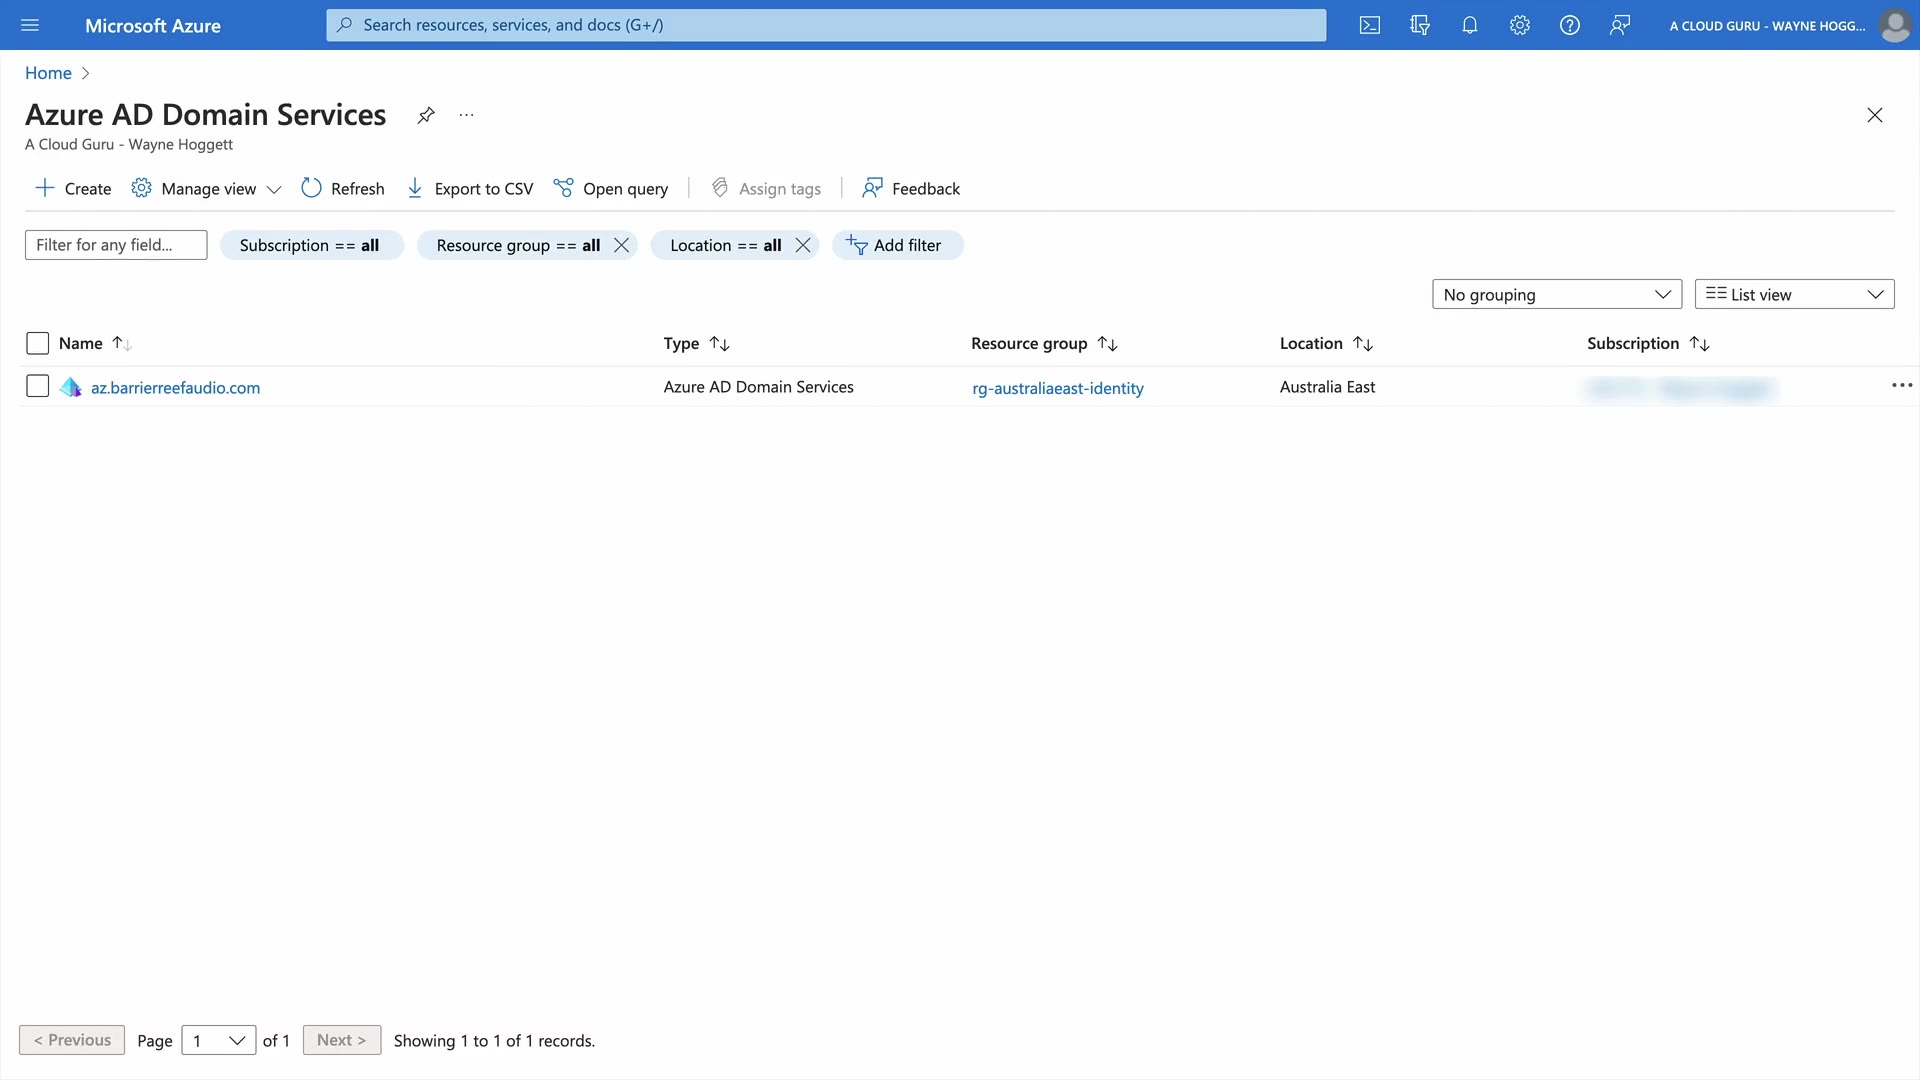 Microsoft Azure
Search resources, services, and docs (G+/)
A CLOUD GURU - WAYNE HOGG...
Home
Azure AD Domain Services
A Cloud Guru - Wayne Hoggett
Create
Manage view
Refresh
Export to CSV
Open query
Assign tags
Feedback
Filter for any field...
Subscription == all
Resource group == all
Location == all
Add filter
No grouping
List view
Name
Type
Resource group
Location
Subscription
az.barrierreefaudio.com
Azure AD Domain Services
rg-australiaeast-identity
Australia East
< Previous
Page
1
of 1
Next >
Showing 1 to 1 of 1 records.